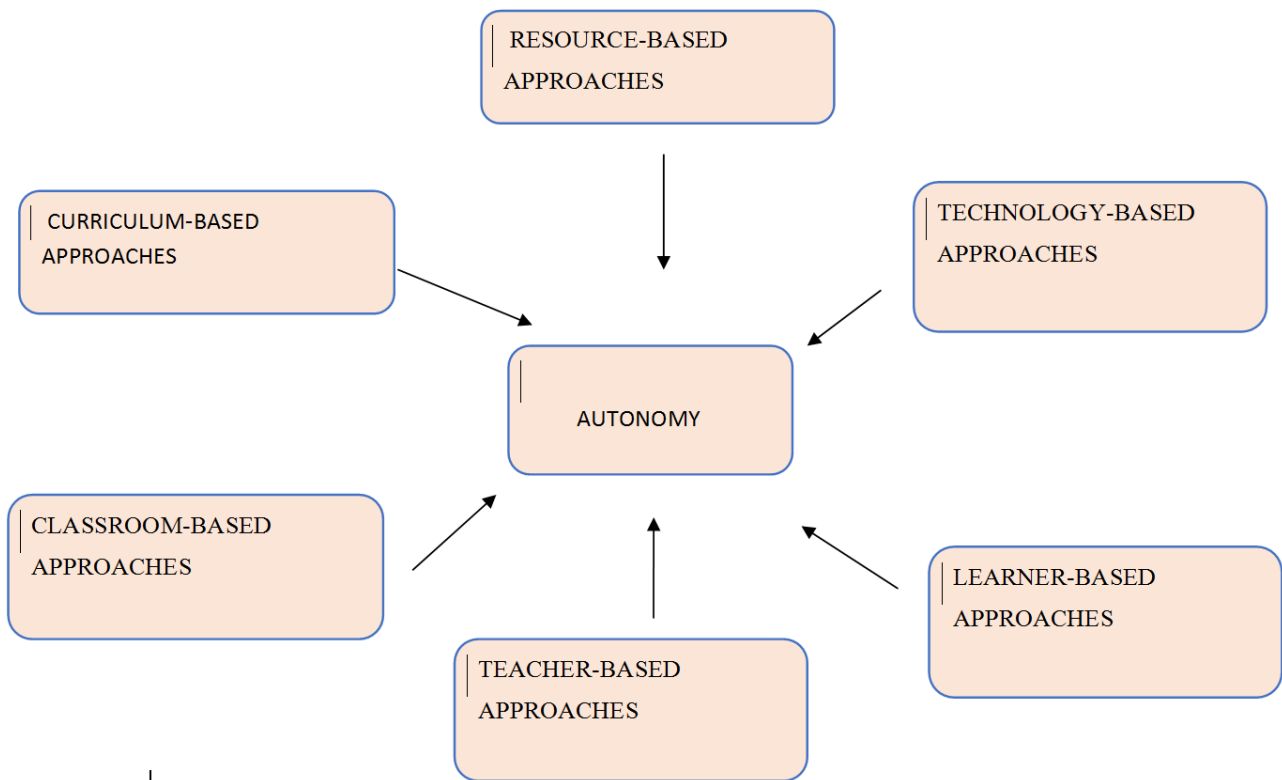 RESOURCE-BASED
APPROACHES
TECHNOLOGY-BASED
APPROACHES
CURRICULUM-BASED
APPROACHES
AUTONOMY
CLASSROOM-BASED
APPROACHES
LEARNER-BASED
APPROACHES
TEACHER-BASED
APPROACHES